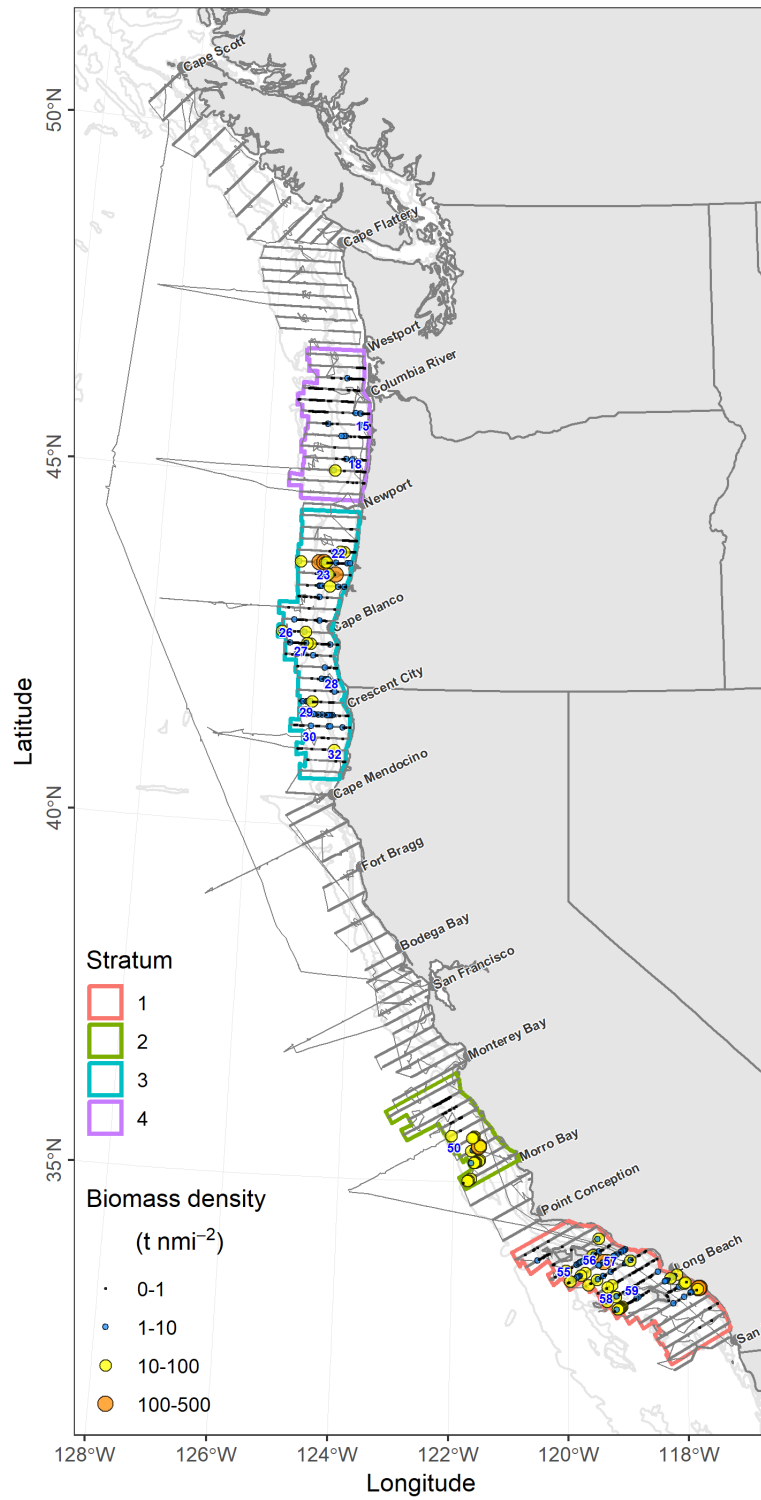 Cape Scott
50°N
Cape Flattery
Westport
Columbia River
15
45°N
18
Newport
22
23
Cape Blanco
26
27
28
Crescent City
29
30
32
Latitude
Cape Mendocino
40°N
Fort Bragg
Bodega Bay
San Francisco
Stratum
1
2
3
4
Monterey Bay
50
Morro Bay
35°N
Point Conception
Biomass density
(t nmi⁻²)
0-1
1-10
10-100
100-500
56
57
Long Beach
55
59
58
San
128°W
126°W
124°W
122°W
120°W
118°W
Longitude